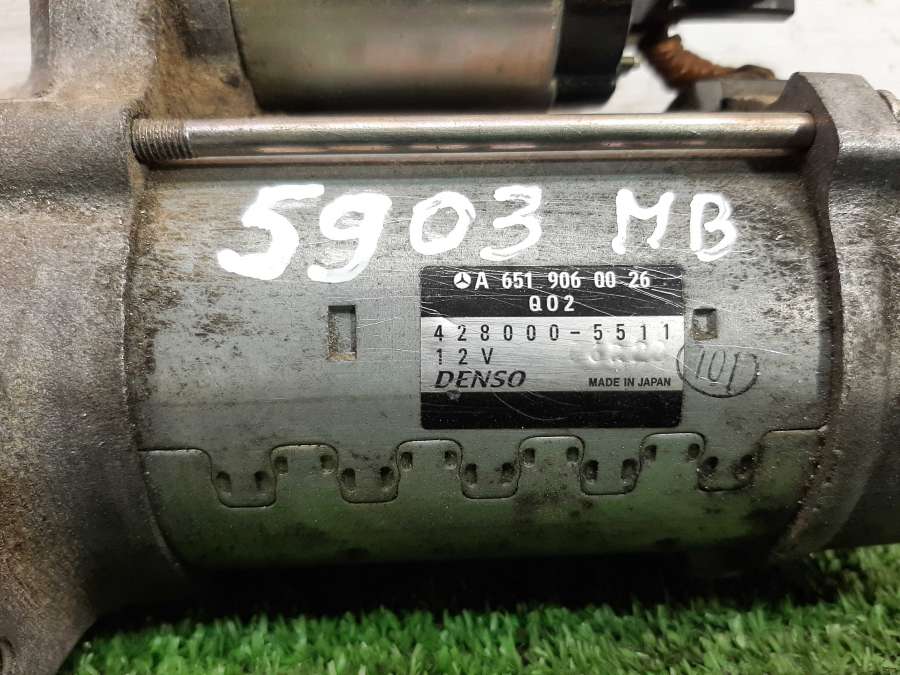 5903 MB
A 651 906 00 26
Q02
428000-5511
12V
DENSO MADE IN JAPAN
101